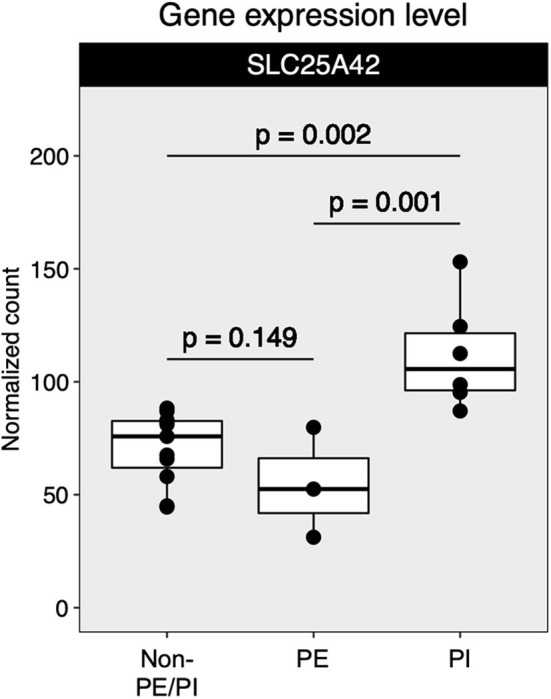 Gene expression level
SLC25A42
Normalized count
200
150
100
50
0
p = 0.002
p = 0.001
p = 0.149
Non-
PE/PI
PE
PI